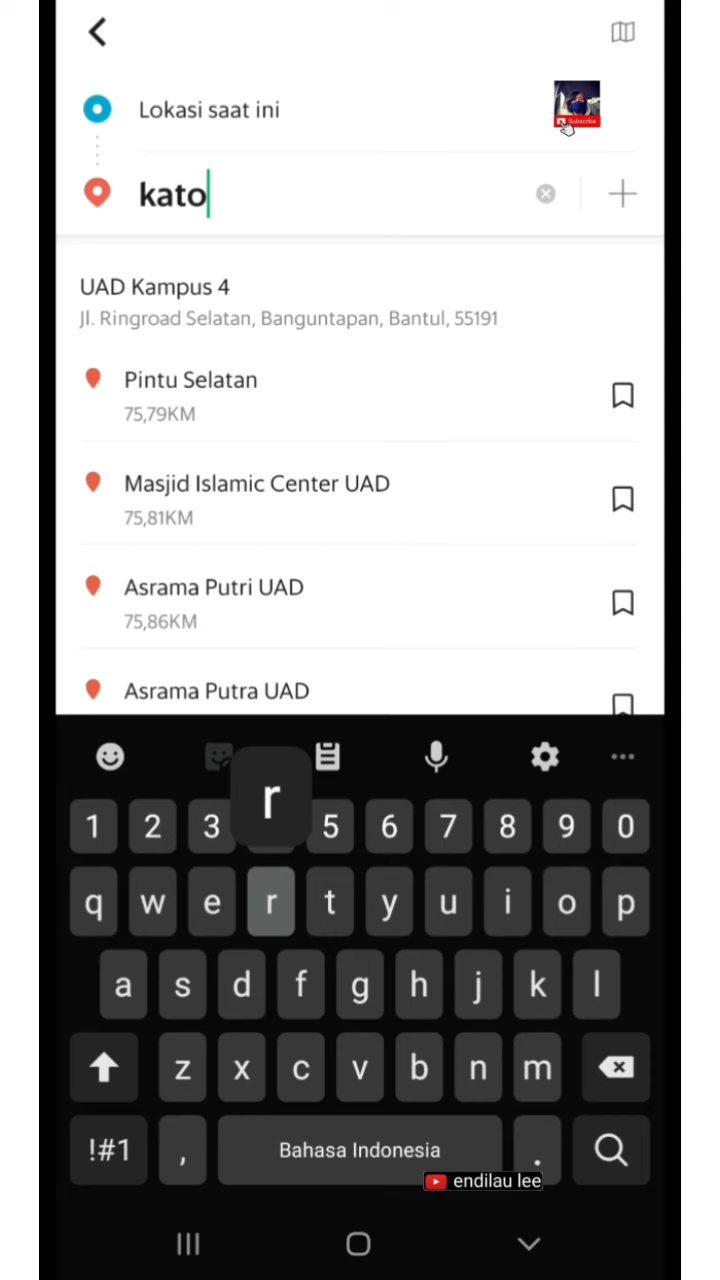 Lokasi saat ini
Subscribe
kato
UAD Kampus 4
Jl. Ringroad Selatan, Banguntapan, Bantul, 55191
Pintu Selatan
75,79KM
Masjid Islamic Center UAD
75,81KM
Asrama Putri UAD
75,86KM
Asrama Putra UAD
r
1 2 3 5 6 7 8 9 0
q w e r t y u i o p
a s d f g h j k l
z x c v b n m
!#1 , Bahasa Indonesia .
endilau lee